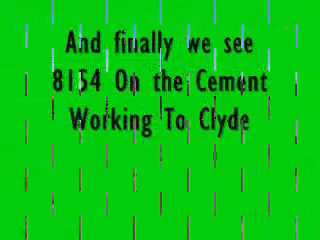 And finally we see
8154 On the Cement
Working To Clyde